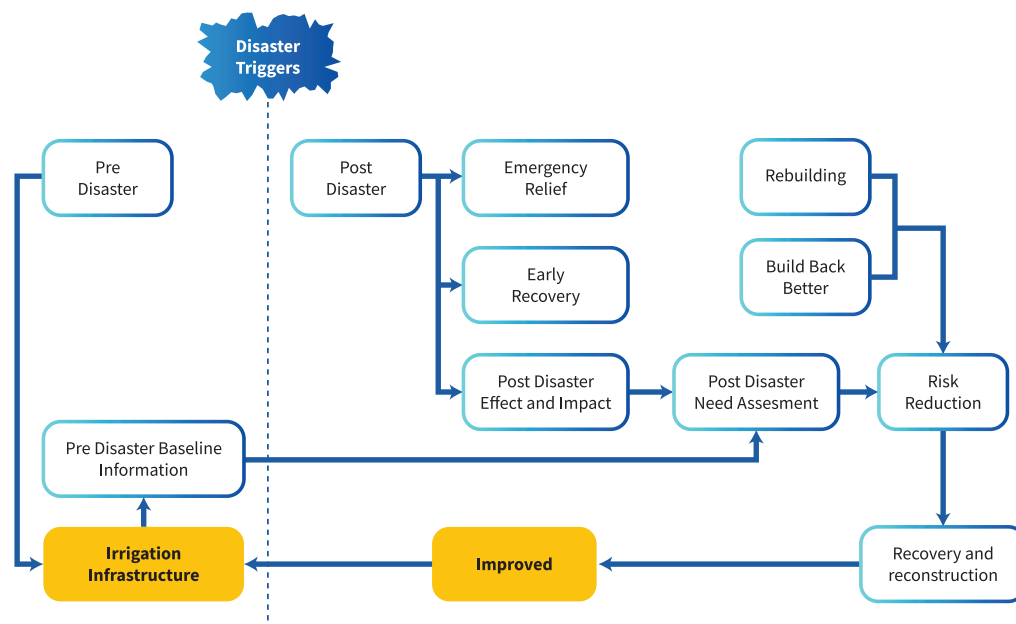 Disaster
Triggers
Pre
Disaster
Post
Disaster
Emergency
Relief
Rebuilding
Early
Recovery
Build Back
Better
Post Disaster
Effect and Impact
Post Disaster
Need Assesment
Risk
Reduction
Pre Disaster Baseline
Information
Irrigation
Infrastructure
Improved
Recovery and
reconstruction